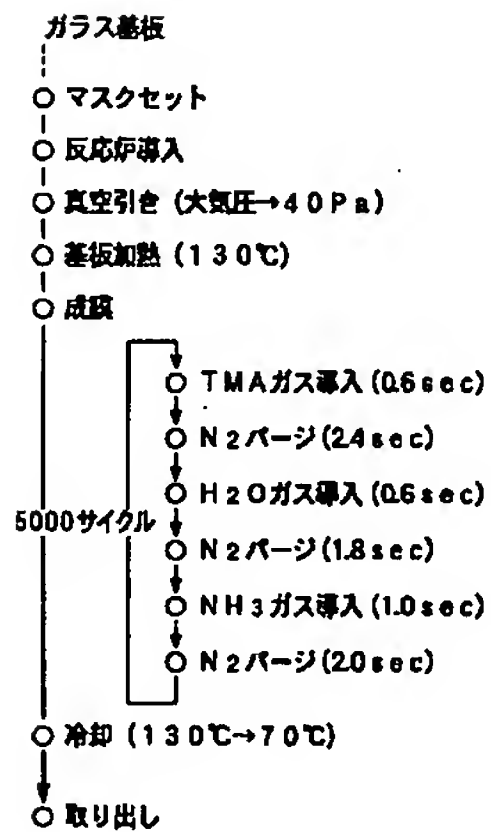 ガラス基板
マスクセット
反応炉導入
真空引き（大気圧→40Pa）
基板加熱（130℃）
成膜
TMAガス導入(0.6sec)
N2パージ(2.4sec)
H2Oガス導入(0.6sec)
5000サイクル
N2パージ(1.8sec)
NH3ガス導入(1.0sec)
N2パージ(2.0sec)
冷却（130℃→70℃）
取り出し